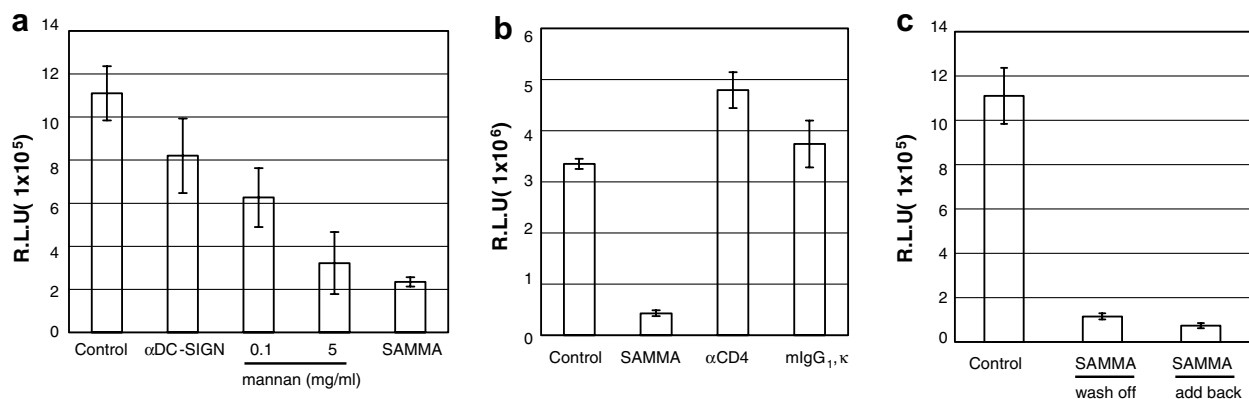 a
R.L.U( 1x10⁵)
14
12
10
8
6
4
2
0
Control
αDC-SIGN
0.1
5
SAMMA
mannan (mg/ml)
b
R.L.U( 1x10⁶)
6
5
4
3
2
1
0
Control
SAMMA
αCD4
mIgG₁,κ
c
R.L.U( 1x10⁵)
14
12
10
8
6
4
2
0
Control
SAMMA
wash off
SAMMA
add back